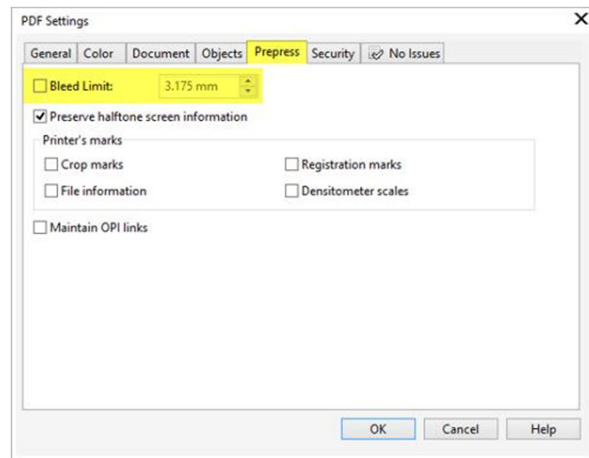 PDF Settings
General Color Document Objects Prepress Security No Issues
Bleed Limit: 3.175 mm
Preserve halftone screen information
Printer's marks
Crop marks Registration marks
File information Densitometer scales
Maintain OPI links
OK Cancel Help